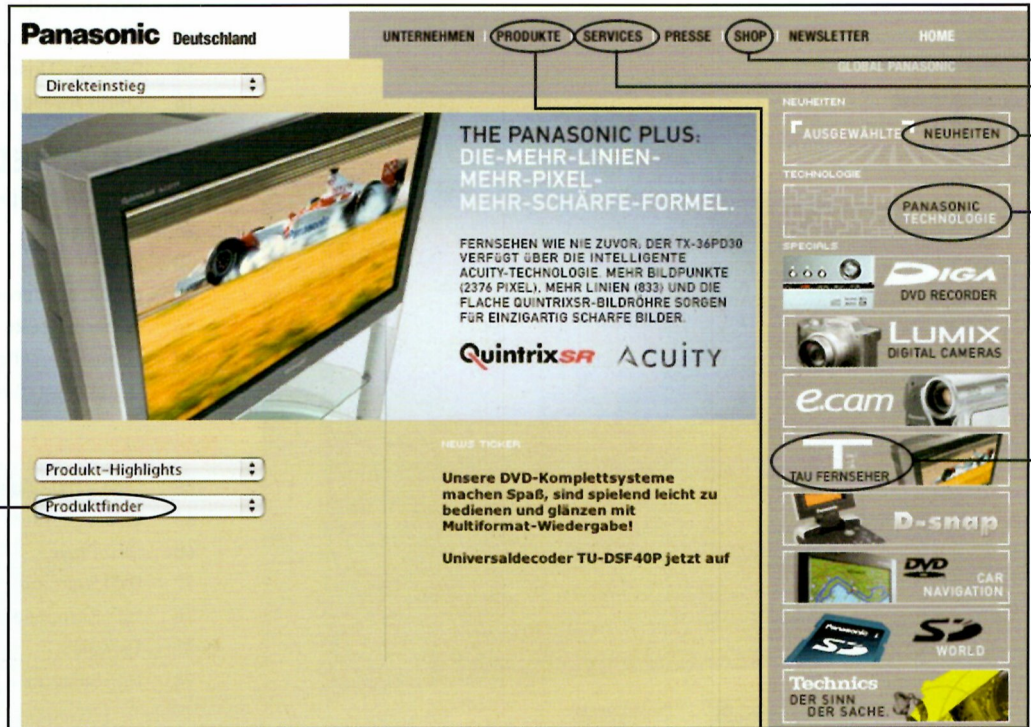 Panasonic Deutschland
UNTERNEHMEN PRODUKTE SERVICES PRESSE SHOP NEWSLETTER HOME
GLOBAL PANASONIC
Direkteinstieg
THE PANASONIC PLUS:
DIE-MEHR-LINIEN-
MEHR-PIXEL-
MEHR-SCHÄRFE-FORMEL.
FERNSEHEN WIE NIE ZUVOR: DER TX-36PD30
VERFÜGT ÜBER DIE INTELLIGENTE
ACUITY-TECHNOLOGIE. MEHR BILDPUNKTE
(2376 PIXEL), MEHR LINIEN (833) UND DIE
FLACHE QUINTRIXSR-BILDRÖHRE SORGEN
FÜR EINZIGARTIG SCHARFE BILDER.
QuintrixSR ACUITY
Produkt-Highlights
Produktfinder
NEWS TICKER
Unsere DVD-Komplettsysteme
machen Spaß, sind spielend leicht zu
bedienen und glänzen mit
Multiformat-Wiedergabe!
Universaldecoder TU-DSF40P jetzt auf
NEUHEITEN
AUSGEWÄHLTE NEUHEITEN
TECHNOLOGIE
PANASONIC
TECHNOLOGIE
SPECIALS
DIGA
DVD RECORDER
LUMIX
DIGITAL CAMERAS
e.cam
T
TAU FERNSEHER
D-snap
DVD
CAR
NAVIGATION
Panasonic
SD
WORLD
Technics
DER SINN
DER SACHE.